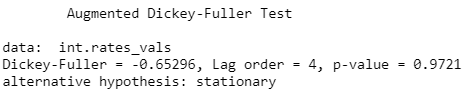 Augmented Dickey-Fuller Test
data:  int.rates_vals
Dickey-Fuller = -0.65296, Lag order = 4, p-value = 0.9721
alternative hypothesis: stationary